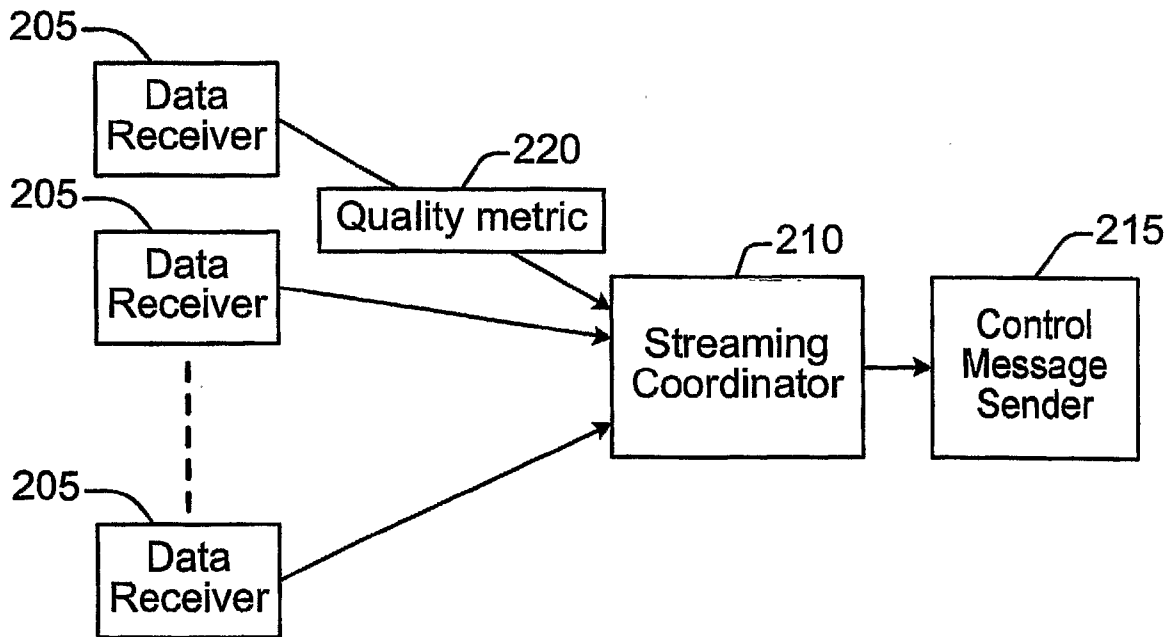 205
Data
Receiver
220
Quality metric
205
Data
Receiver
210
Streaming
Coordinator
215
Control
Message
Sender
205
Data
Receiver